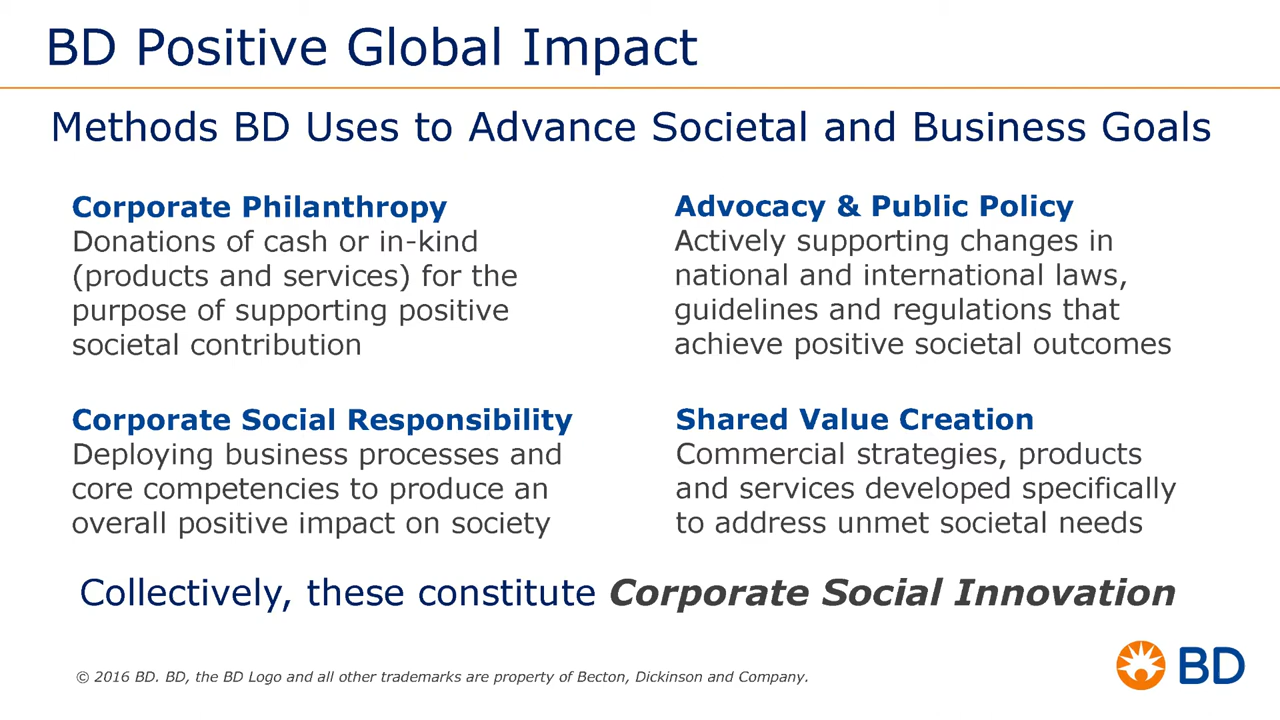 BD Positive Global Impact
Methods BD Uses to Advance Societal and Business Goals
Corporate Philanthropy
Donations of cash or in-kind
(products and services) for the
purpose of supporting positive
societal contribution
Advocacy & Public Policy
Actively supporting changes in
national and international laws,
guidelines and regulations that
achieve positive societal outcomes
Corporate Social Responsibility
Deploying business processes and
core competencies to produce an
overall positive impact on society
Shared Value Creation
Commercial strategies, products
and services developed specifically
to address unmet societal needs
Collectively, these constitute Corporate Social Innovation
© 2016 BD. BD, the BD Logo and all other trademarks are property of Becton, Dickinson and Company.
BD